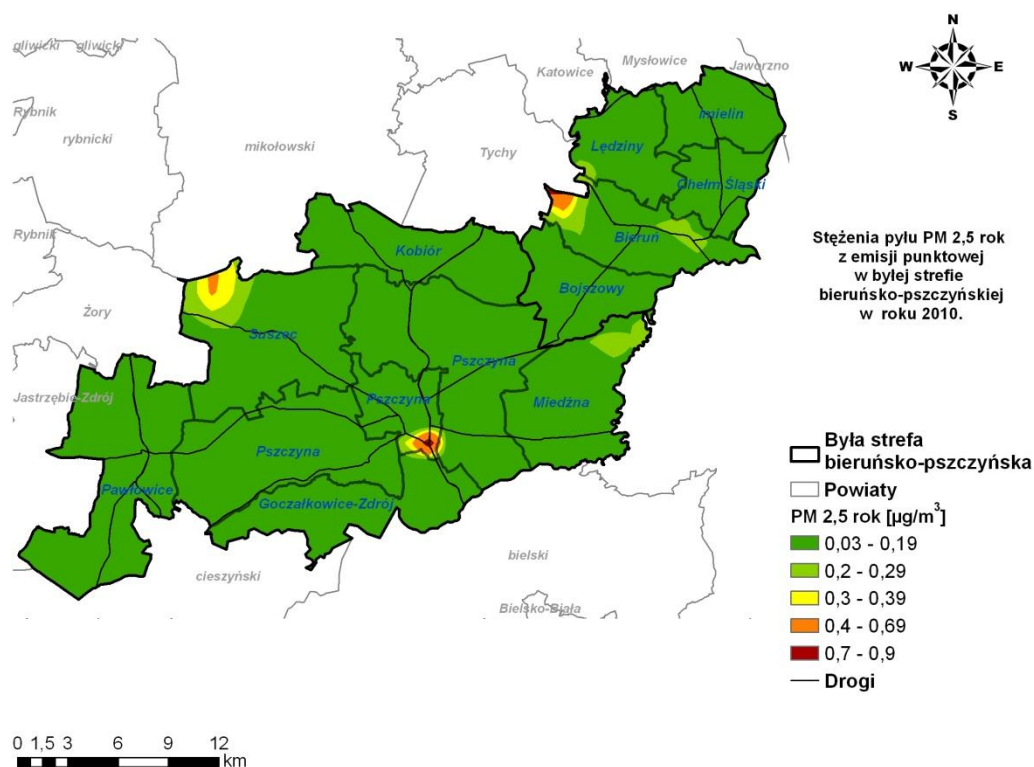 N
W E
S
gliwicki gliwicki
Katowice
Mysłowice
Jaworzno
Rybnik
rybnicki
mikołowski
Tychy
Imielin
Lędziny
Chełm Śląski
Rybnik
Kobiór
Bieruń
Bojszowy
Żory
Suszec
Pszczyna
Pszczyna
Miedźna
Jastrzębie-Zdrój
Pszczyna
Pawłowice
Goczałkowice-Zdrój
cieszyński
bielski
Bielsko-Biała
Stężenia pyłu PM 2,5 rok
z emisji punktowej
w byłej strefie
bieruńsko-pszczyńskiej
w roku 2010.
Była strefa
bieruńsko-pszczyńska
Powiaty
PM 2,5 rok [µg/m³]
0,03 - 0,19
0,2 - 0,29
0,3 - 0,39
0,4 - 0,69
0,7 - 0,9
Drogi
0 1,5 3 6 9 12
km